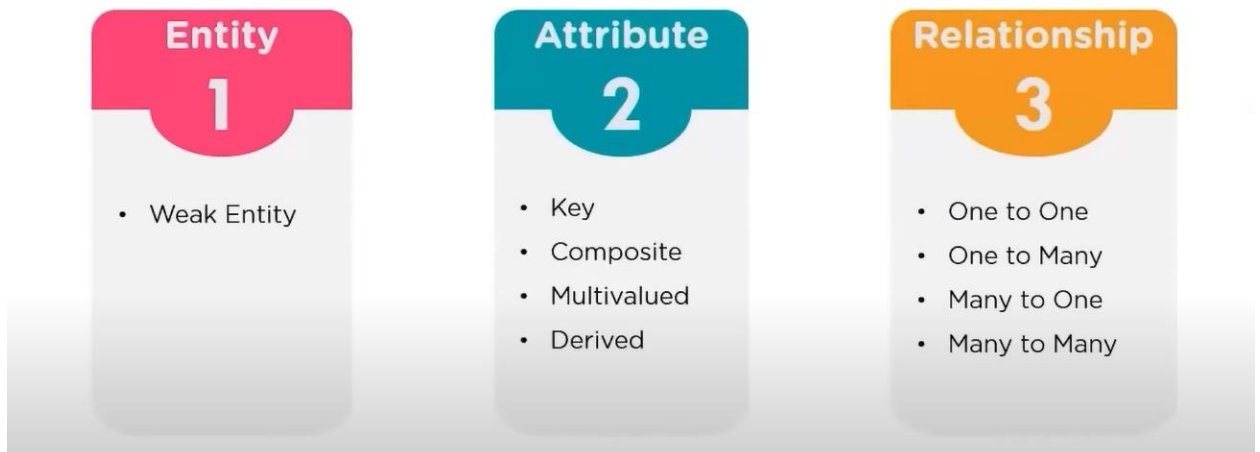 Entity
1
• Weak Entity
Attribute
2
• Key
• Composite
• Multivalued
• Derived
Relationship
3
• One to One
• One to Many
• Many to One
• Many to Many